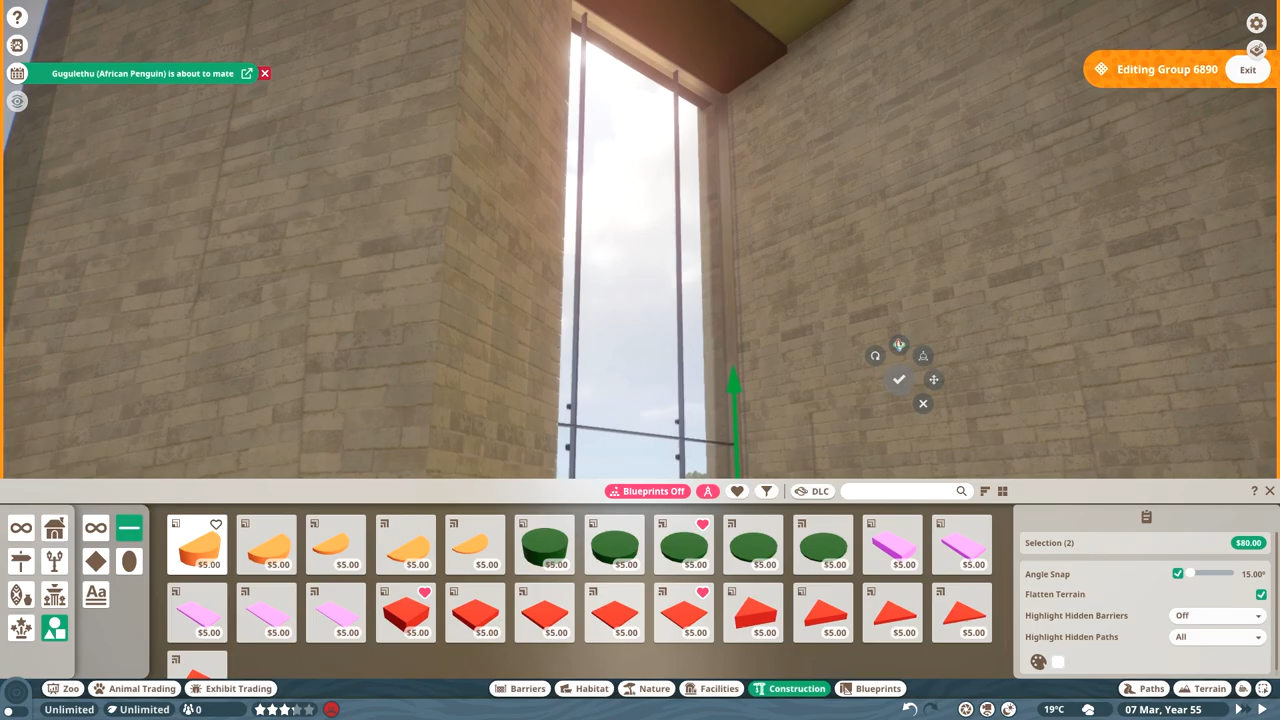 ?
Gugulethu (African Penguin) is about to mate
Editing Group 6890
Exit
Blueprints Off
DLC
?
$5.00
$5.00
$5.00
$5.00
$5.00
$5.00
$5.00
$5.00
$5.00
$5.00
$5.00
$5.00
Aa
$5.00
$5.00
$5.00
$5.00
$5.00
$5.00
$5.00
$5.00
$5.00
$5.00
$5.00
$5.00
Selection (2)
$80.00
Angle Snap
15.00°
Flatten Terrain
Highlight Hidden Barriers
Off
Highlight Hidden Paths
All
Zoo
Animal Trading
Exhibit Trading
Barriers
Habitat
Nature
Facilities
Construction
Blueprints
Paths
Terrain
Unlimited
Unlimited
0
19°C
07 Mar, Year 55